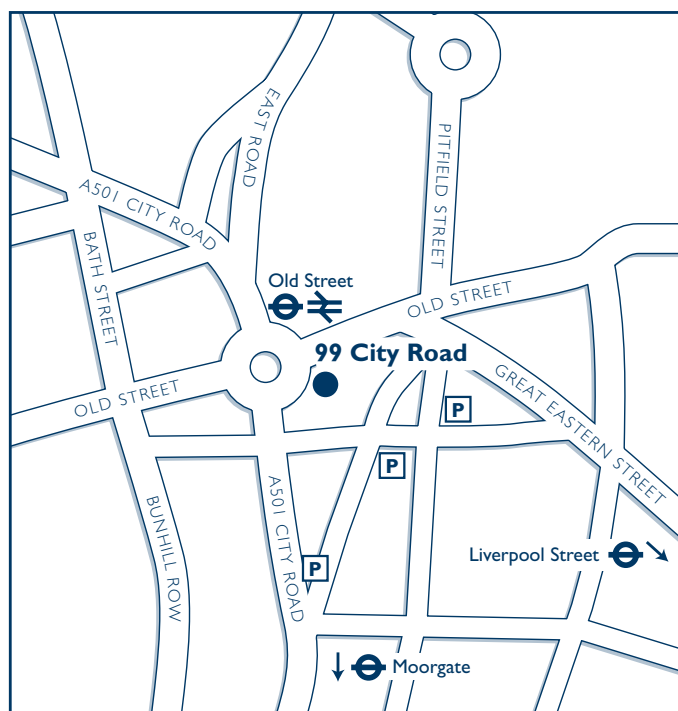 EAST ROAD
PITFIELD STREET
A501 CITY ROAD
BATH STREET
Old Street
OLD STREET
99 City Road
GREAT EASTERN STREET
OLD STREET
P
P
BUNHILL ROW
A501 CITY ROAD
P
Liverpool Street
Moorgate